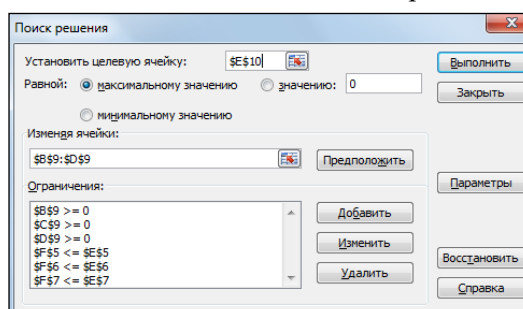 Поиск решения
Установить целевую ячейку: $E$10
Выполнить
Равной: максимальному значению значению: 0
Закрыть
минимальному значению
Изменяя ячейки:
$B$9:$D$9 Предположить
Ограничения:
Параметры
$B$9 >= 0
$C$9 >= 0
$D$9 >= 0
$F$5 <= $E$5
$F$6 <= $E$6
$F$7 <= $E$7
Добавить
Изменить
Удалить
Восстановить
Справка